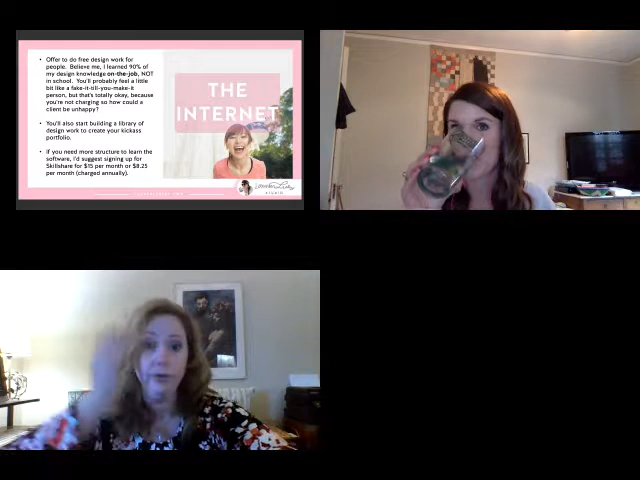 • Offer to do free design work for
people. Believe me, I learned 90% of
my design knowledge on-the-job, NOT
in school. You'll probably feel a little
bit like a fake-it-till-you-make-it
person, but that's totally okay, because
you're not charging so how could a
client be unhappy?
• You'll also start building a library of
design work to create your kickass
portfolio.
• If you need more structure to learn the
software, I'd suggest signing up for
Skillshare for $15 per month or $8.25
per month (charged annually).
THE
INTERNET